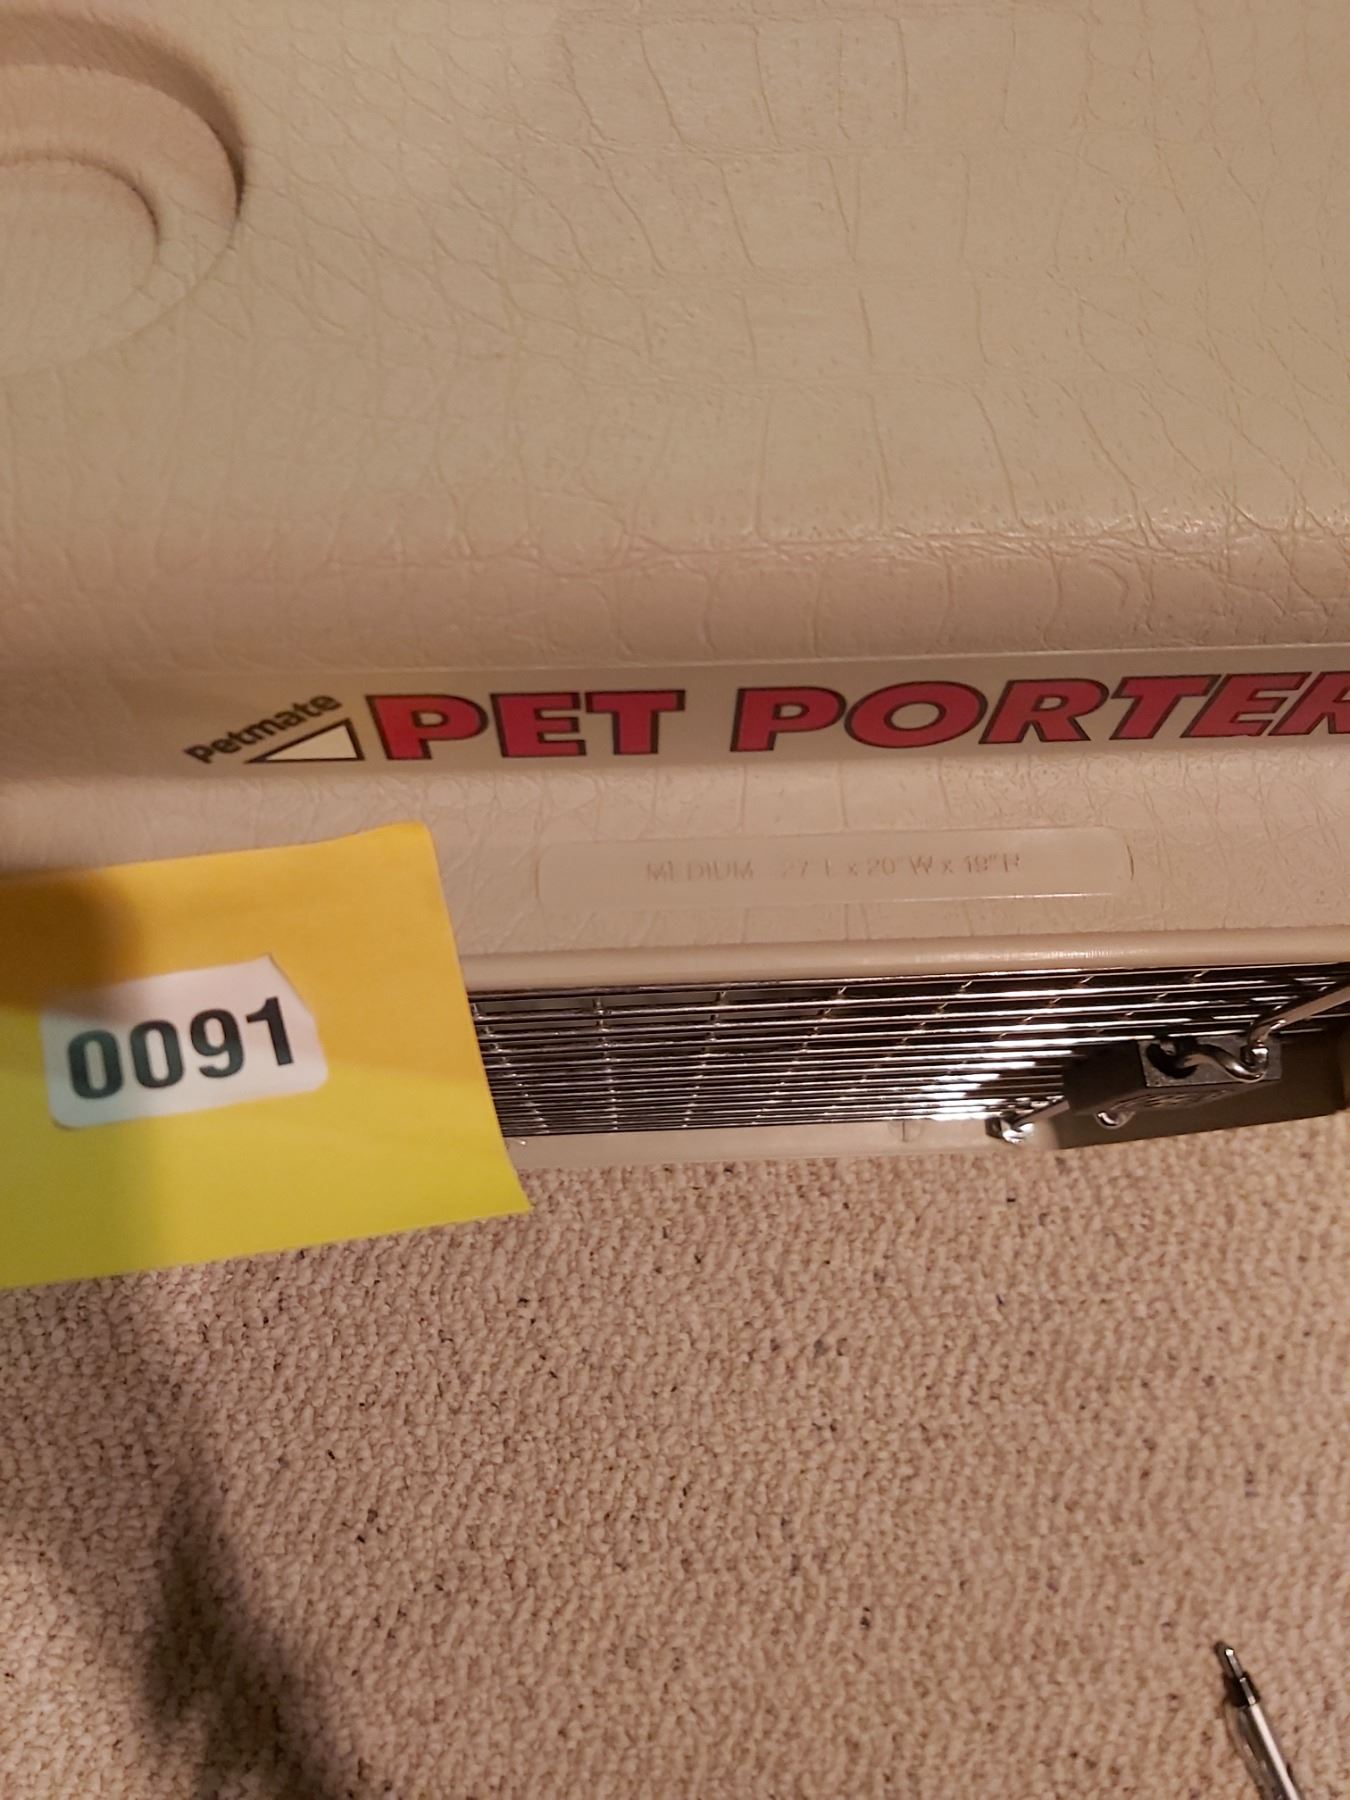 Petmate PET PORTER
MEDIUM 27" L x 20" W x 19" H
0091